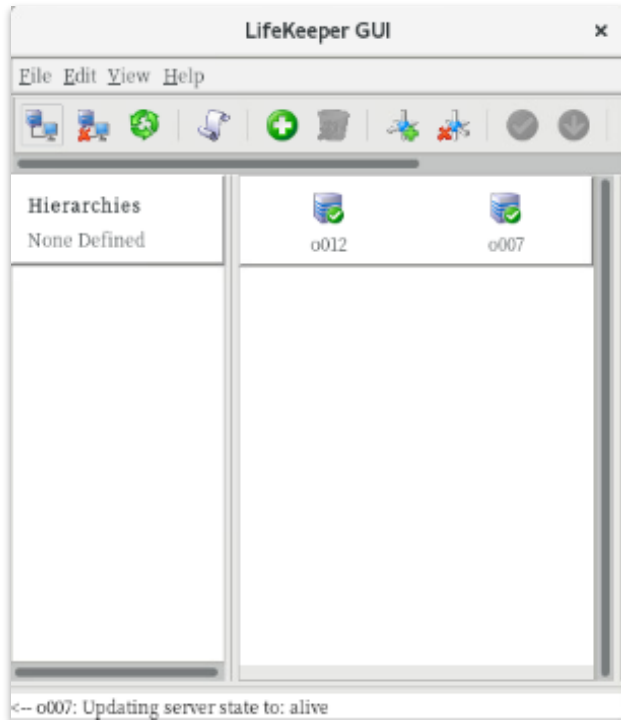 LifeKeeper GUI ×
File Edit View Help
Hierarchies
None Defined
o012 o007
<-- o007: Updating server state to: alive